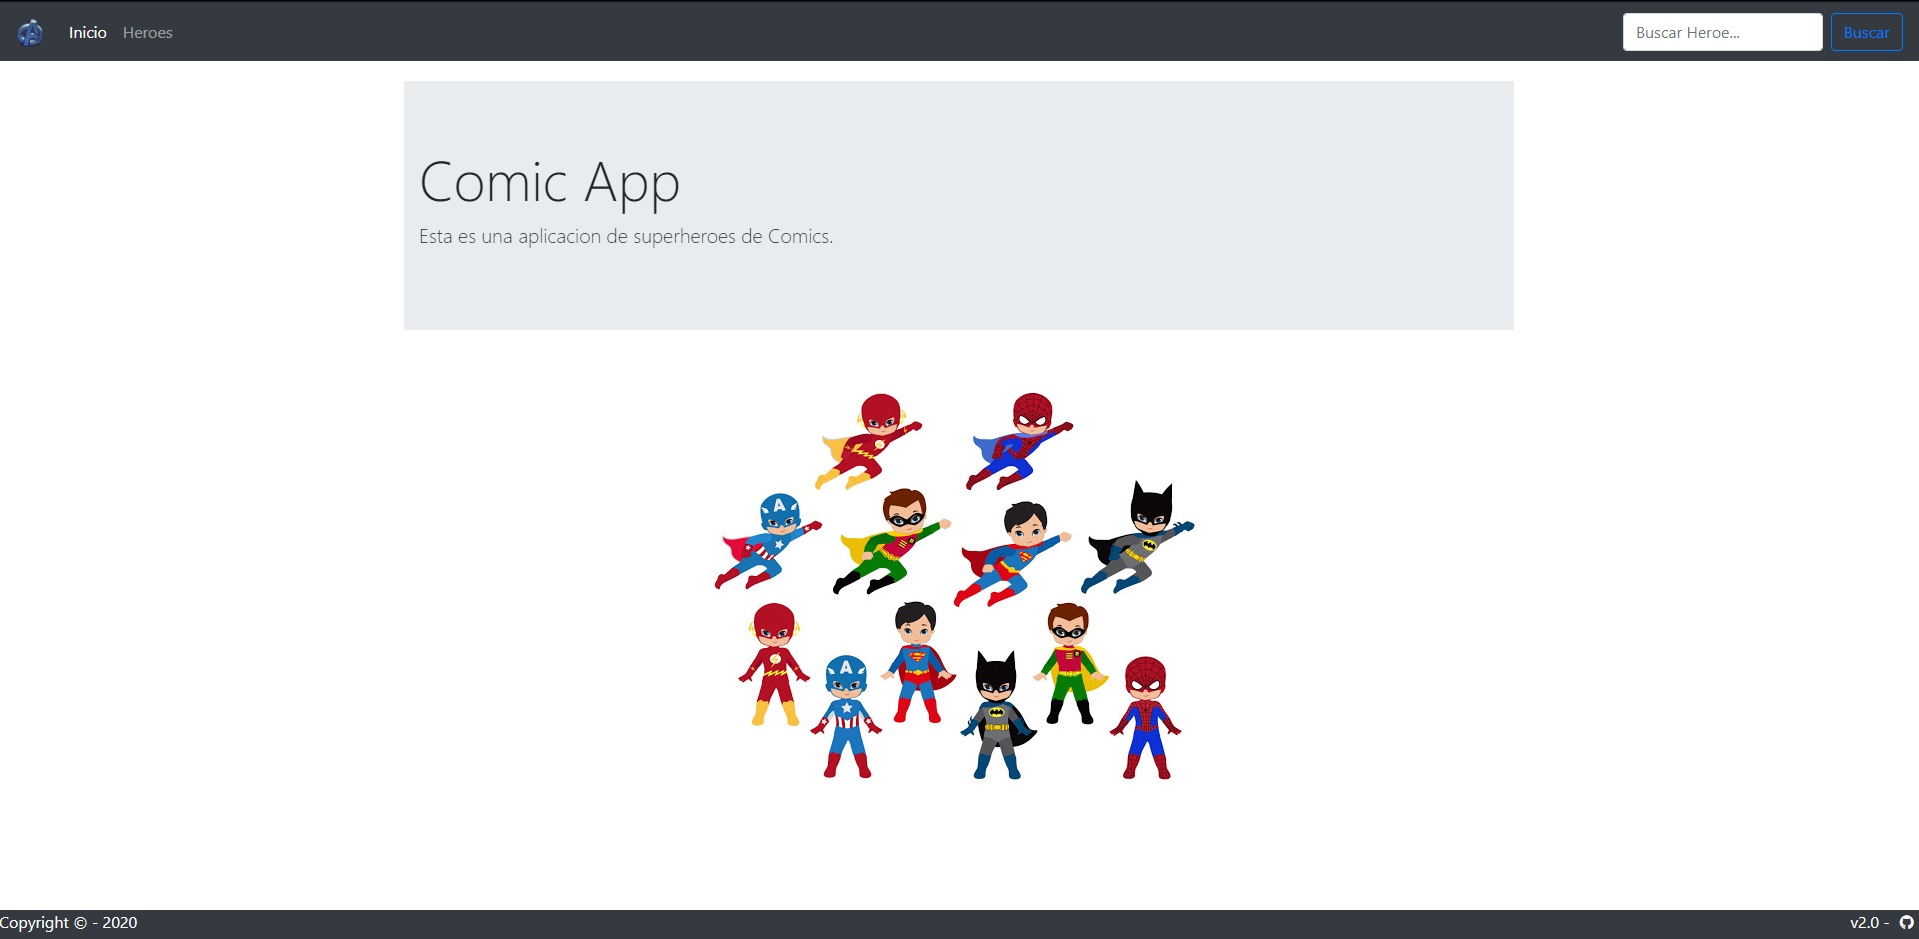 Inicio Heroes Buscar Heroe... Buscar
Comic App
Esta es una aplicacion de superheroes de Comics.
Copyright © - 2020 v2.0 -